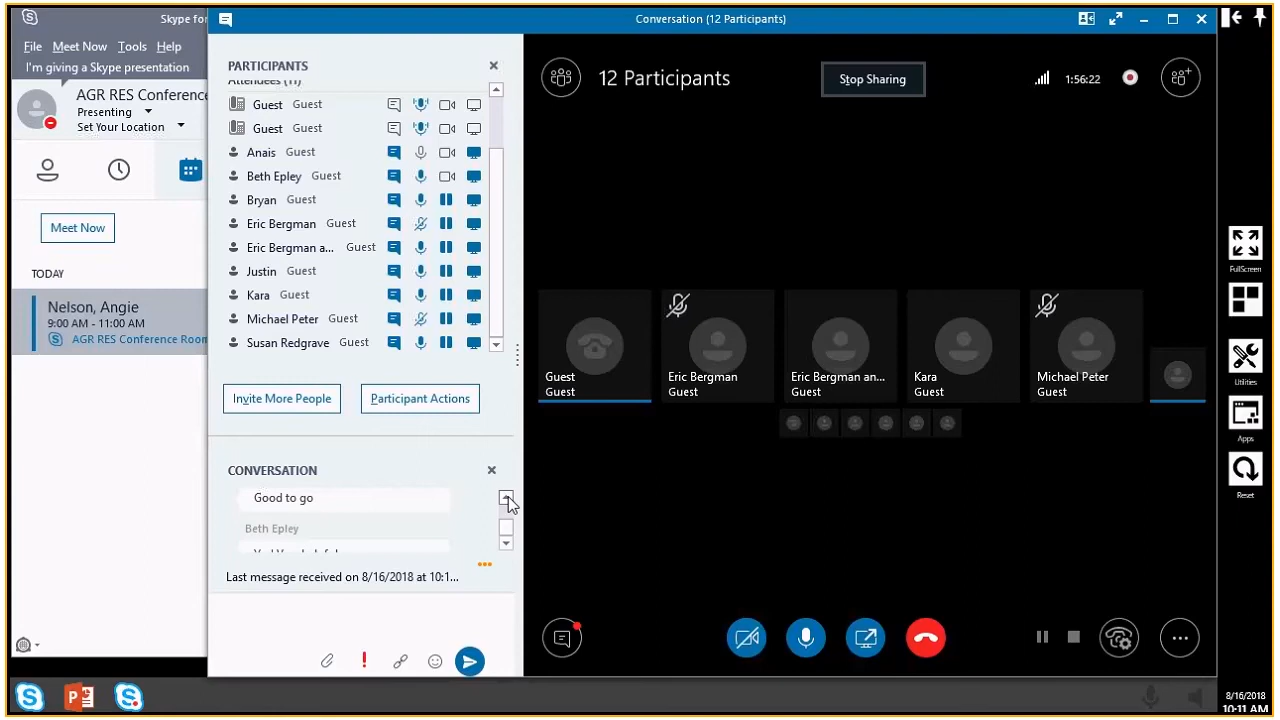 Skype for
File Meet Now Tools Help
I'm giving a Skype presentation
AGR RES Conference
Presenting
Set Your Location
Meet Now
TODAY
Nelson, Angie
9:00 AM - 11:00 AM
AGR RES Conference Room
Conversation (12 Participants)
PARTICIPANTS
Attendees (11)
Guest Guest
Guest Guest
Anais Guest
Beth Epley Guest
Bryan Guest
Eric Bergman Guest
Eric Bergman a... Guest
Justin Guest
Kara Guest
Michael Peter Guest
Susan Redgrave Guest
Invite More People
Participant Actions
CONVERSATION
Good to go
Beth Epley
Last message received on 8/16/2018 at 10:1...
12 Participants
Stop Sharing
1:56:22
Guest
Guest
Eric Bergman
Guest
Eric Bergman an...
Guest
Kara
Guest
Michael Peter
Guest
FullScreen
Utilities
Apps
Reset
8/16/2018
10:11 AM